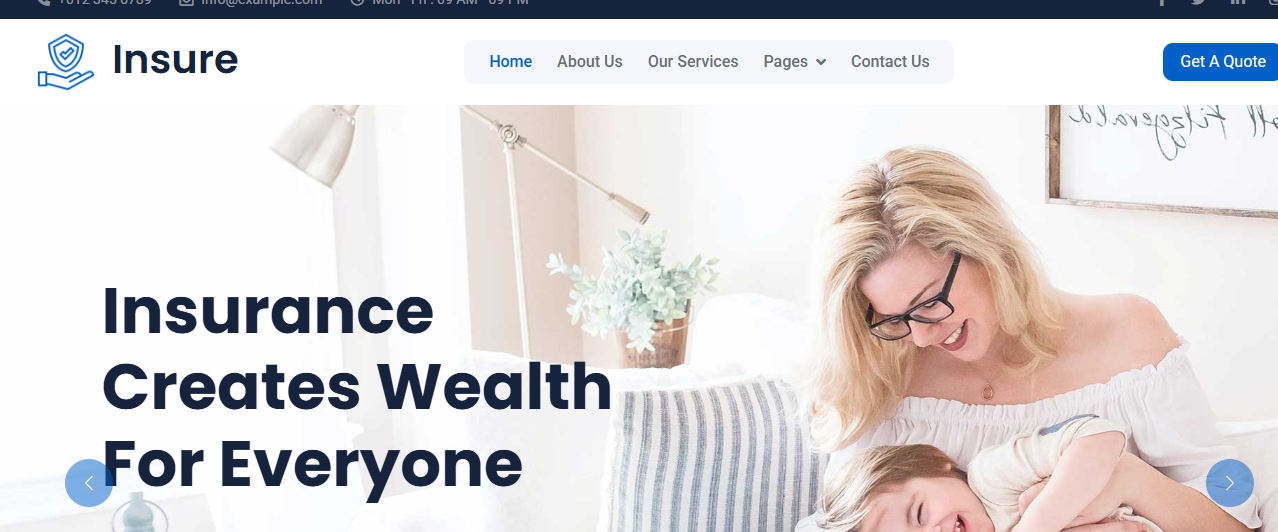 +012 345 6789 info@example.com Mon - Fri : 09 AM - 09 PM
Insure
Home About Us Our Services Pages Contact Us
Get A Quote
Fitzgerald
Insurance
Creates Wealth
For Everyone